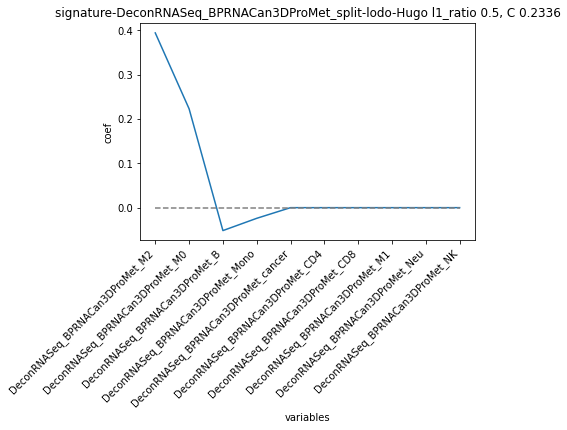 signature-DeconRNASeq_BPRNACan3DProMet_split-lodo-Hugo l1_ratio 0.5, C 0.2336
0.4
0.3
0.2
0.1
0.0
coef
DeconRNASeq_BPRNACan3DProMet_M2
DeconRNASeq_BPRNACan3DProMet_M0
DeconRNASeq_BPRNACan3DProMet_B
DeconRNASeq_BPRNACan3DProMet_Mono
DeconRNASeq_BPRNACan3DProMet_cancer
DeconRNASeq_BPRNACan3DProMet_CD4
DeconRNASeq_BPRNACan3DProMet_CD8
DeconRNASeq_BPRNACan3DProMet_M1
DeconRNASeq_BPRNACan3DProMet_Neu
DeconRNASeq_BPRNACan3DProMet_NK
variables